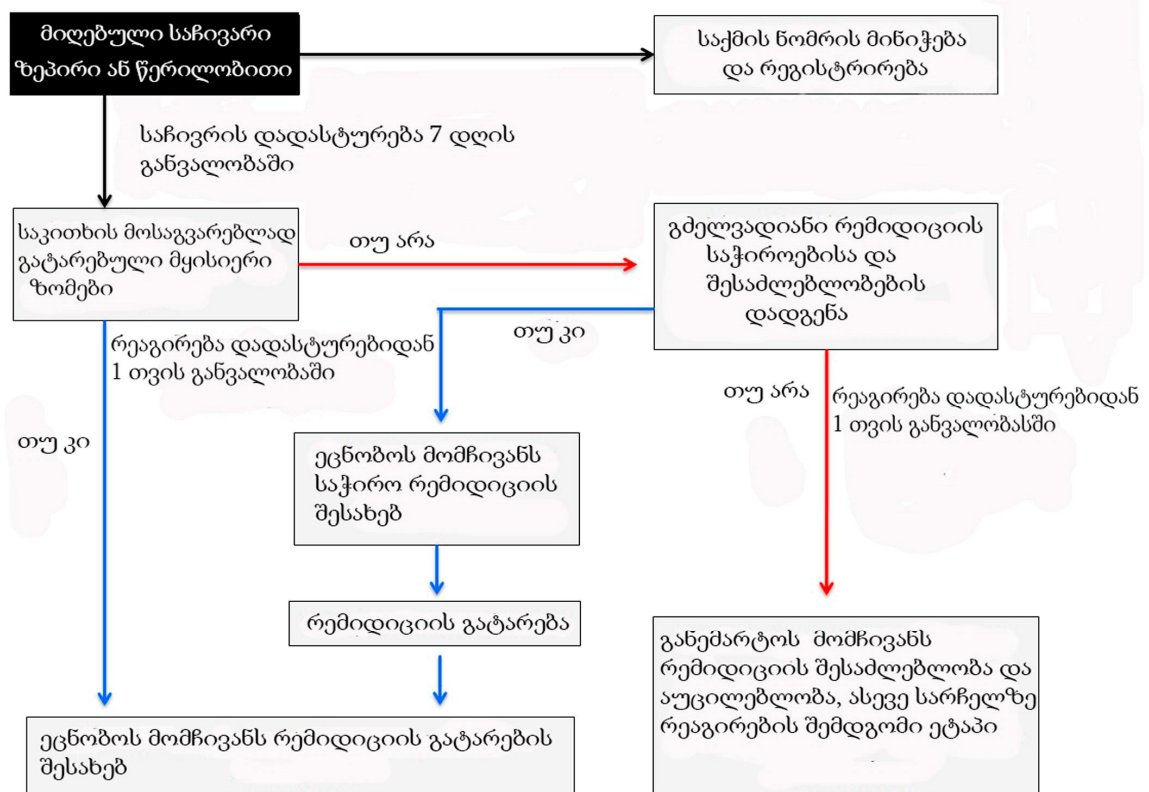 მიღებული საჩივარი
ზეპირი ან წერილობითი
საქმის ნომრის მინიჭება
და რეგისტრირება
საჩივრის დადასტურება 7 დღის
განვალობაში
საკითხის მოსაგვარებლად
გატარებული მყისიერი
ზომები
თუ არა
გძელვადიანი რემიდიციის
საჭიროებისა და
შესაძლებლობების
დადგენა
თუ კი
რეაგირება დადასტურებიდან
1 თვის განვალობაში
თუ არა
რეაგირება დადასტურებიდან
1 თვის განვალობასში
თუ კი
ეცნობოს მომჩივანს
საჭირო რემიდიციის
შესახებ
რემიდიციის გატარება
განემარტოს მომჩივანს
რემიდიციის შესაძლებლობა და
აუცილებლობა, ასევე სარჩელზე
რეაგირების შემდგომი ეტაპი
ეცნობოს მომჩივანს რემიდიციის გატარების
შესახებ